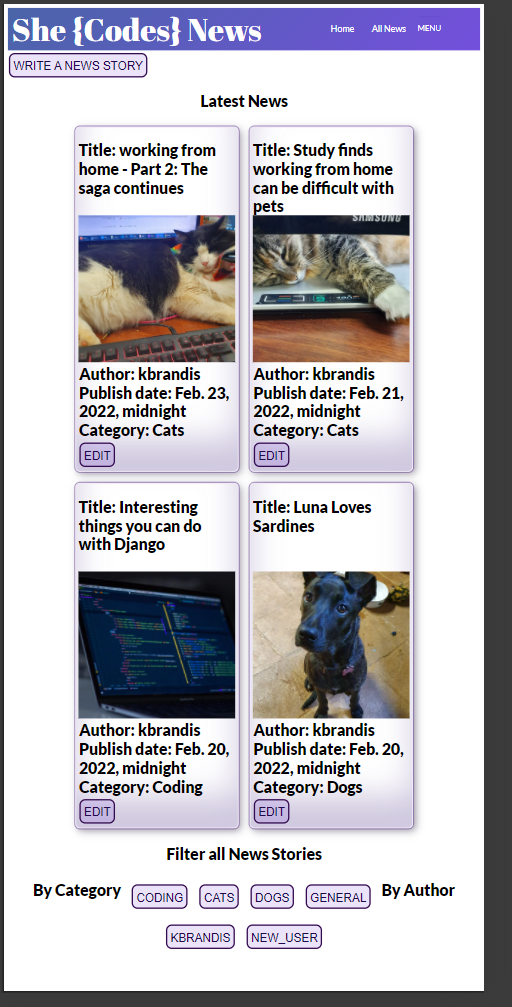 She {Codes} News
Home All News MENU
WRITE A NEWS STORY
Latest News
Title: working from
home - Part 2: The
saga continues
Author: kbrandis
Publish date: Feb. 23,
2022, midnight
Category: Cats
EDIT
Title: Study finds
working from home
can be difficult with
pets
SAMSUNG
Author: kbrandis
Publish date: Feb. 21,
2022, midnight
Category: Cats
EDIT
Title: Interesting
things you can do
with Django
Author: kbrandis
Publish date: Feb. 20,
2022, midnight
Category: Coding
EDIT
Title: Luna Loves
Sardines
Author: kbrandis
Publish date: Feb. 20,
2022, midnight
Category: Dogs
EDIT
Filter all News Stories
By Category CODING CATS DOGS GENERAL By Author
KBRANDIS NEW_USER